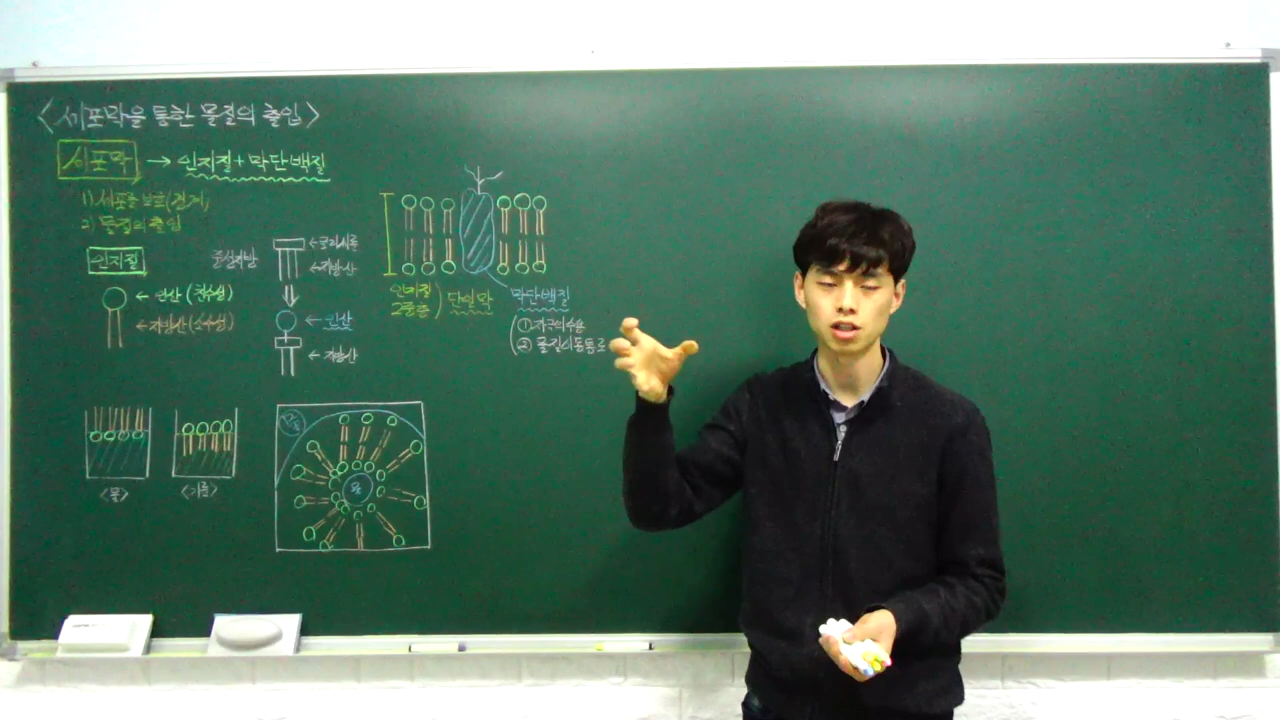 <세포막을 통한 물질의 출입>
세포막 → 인지질 + 막단백질
1) 세포를 보호(경계)
2) 물질의 출입
인지질
← 인산 (친수성)
← 지방산 (소수성)
중성지방
← 글리세롤
← 지방산
← 인산
← 지방산
인지질
2중층
) 단일막
막단백질
① 자극의 수용
② 물질이동통로
<물>
<기름>
물
물